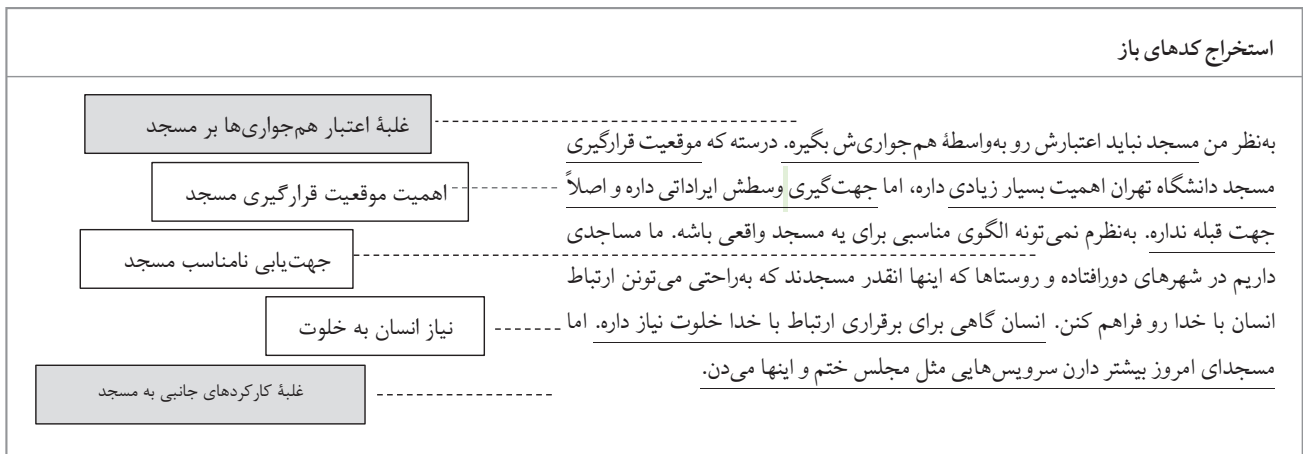 استخراج کدهای باز
به‌نظر من مسجد نباید اعتبارش رو به‌واسطهٔ هم‌جواری‌ش بگیره. درسته که موقعیت قرارگیری
مسجد دانشگاه تهران اهمیت بسیار زیادی داره، اما جهت‌گیری وسطش ایراداتی داره و اصلاً
جهت قبله نداره. به‌نظرم نمی‌تونه الگوی مناسبی برای یه مسجد واقعی باشه. ما مساجدی
داریم در شهرهای دورافتاده و روستاها که اینها انقدر مسجدند که به‌راحتی می‌تونن ارتباط
انسان با خدا رو فراهم کنن. انسان گاهی برای برقراری ارتباط با خدا خلوت نیاز داره. اما
مسجدای امروز بیشتر دارن سرویس‌هایی مثل مجلس ختم و اینها می‌دن.
غلبهٔ اعتبار هم‌جواری‌ها بر مسجد
اهمیت موقعیت قرارگیری مسجد
جهت‌یابی نامناسب مسجد
نیاز انسان به خلوت
غلبهٔ کارکردهای جانبی به مسجد